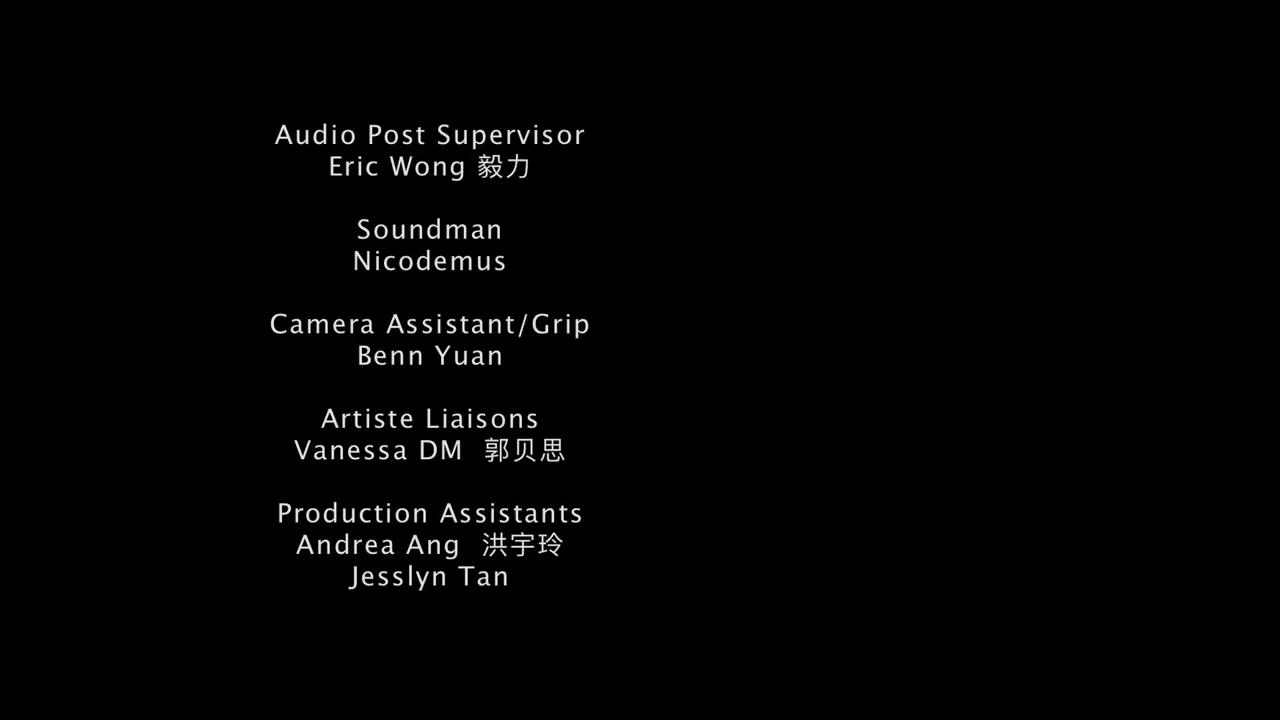 Audio Post Supervisor
Eric Wong 毅力
Soundman
Nicodemus
Camera Assistant/Grip
Benn Yuan
Artiste Liaisons
Vanessa DM 郭贝思
Production Assistants
Andrea Ang 洪宇玲
Jesslyn Tan